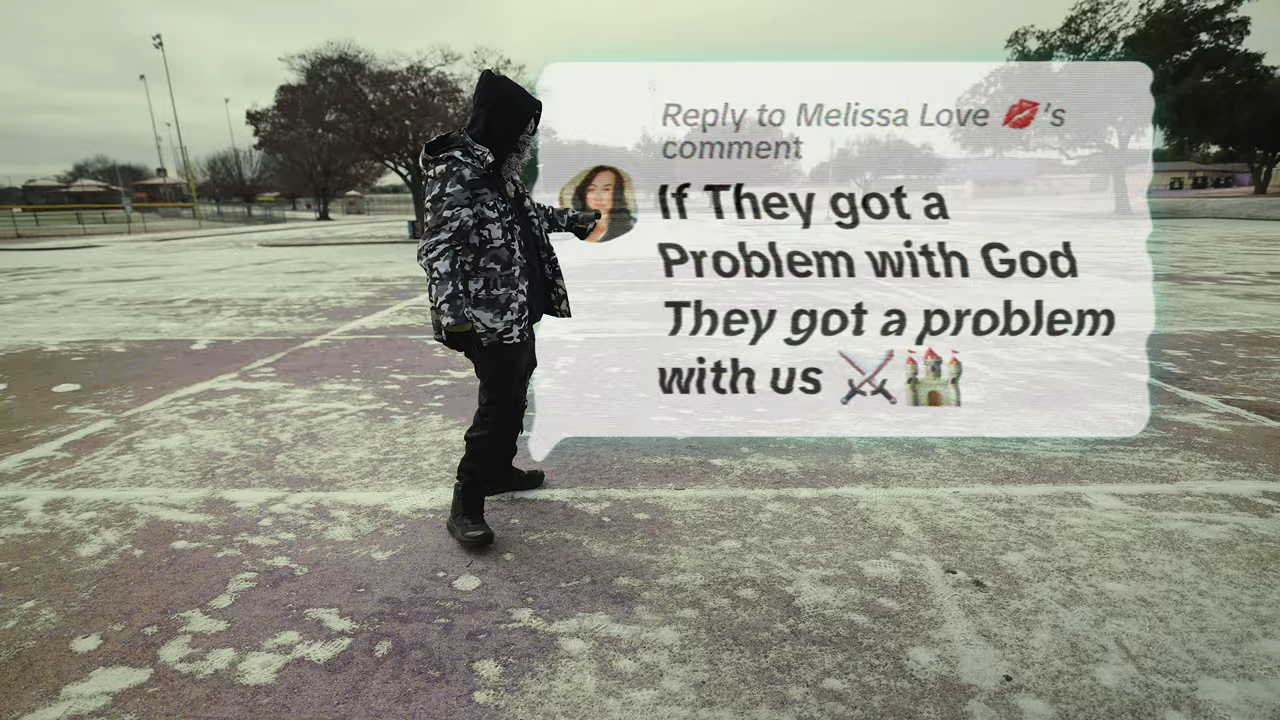 Reply to Melissa Love 💋's
comment
If They got a
Problem with God
They got a problem
with us ⚔️🏰